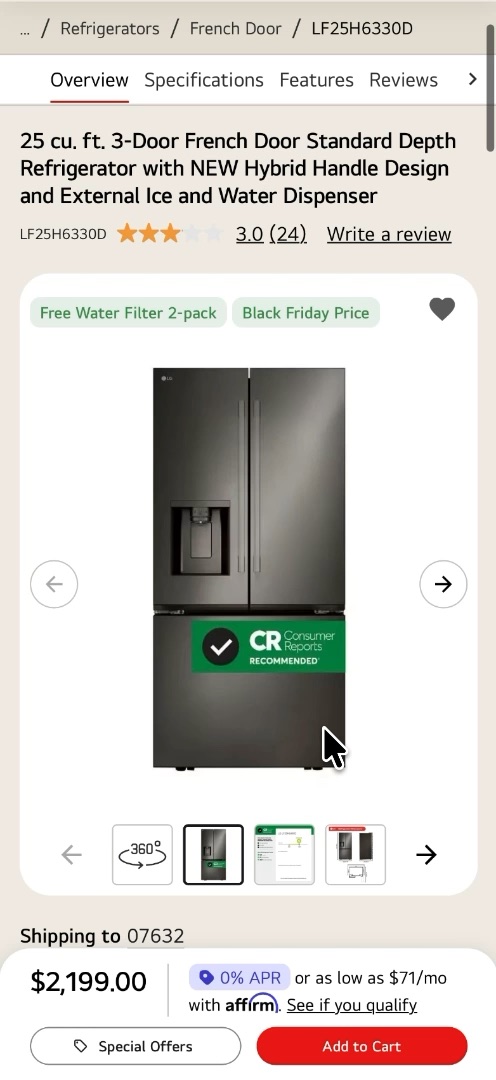 ... / Refrigerators / French Door / LF25H6330D
Overview Specifications Features Reviews
25 cu. ft. 3-Door French Door Standard Depth
Refrigerator with NEW Hybrid Handle Design
and External Ice and Water Dispenser
LF25H6330D 3.0 (24) Write a review
Free Water Filter 2-pack Black Friday Price
LG
CR Consumer
Reports
RECOMMENDED
360°
Shipping to 07632
$2,199.00 0% APR or as low as $71/mo
with affirm. See if you qualify
Special Offers Add to Cart